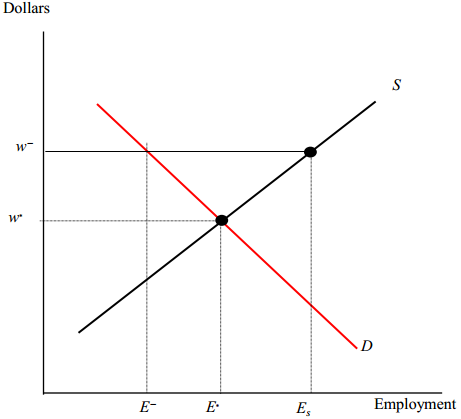 Dollars
S
w⁻
w*
D
E⁻
E*
Eₛ
Employment